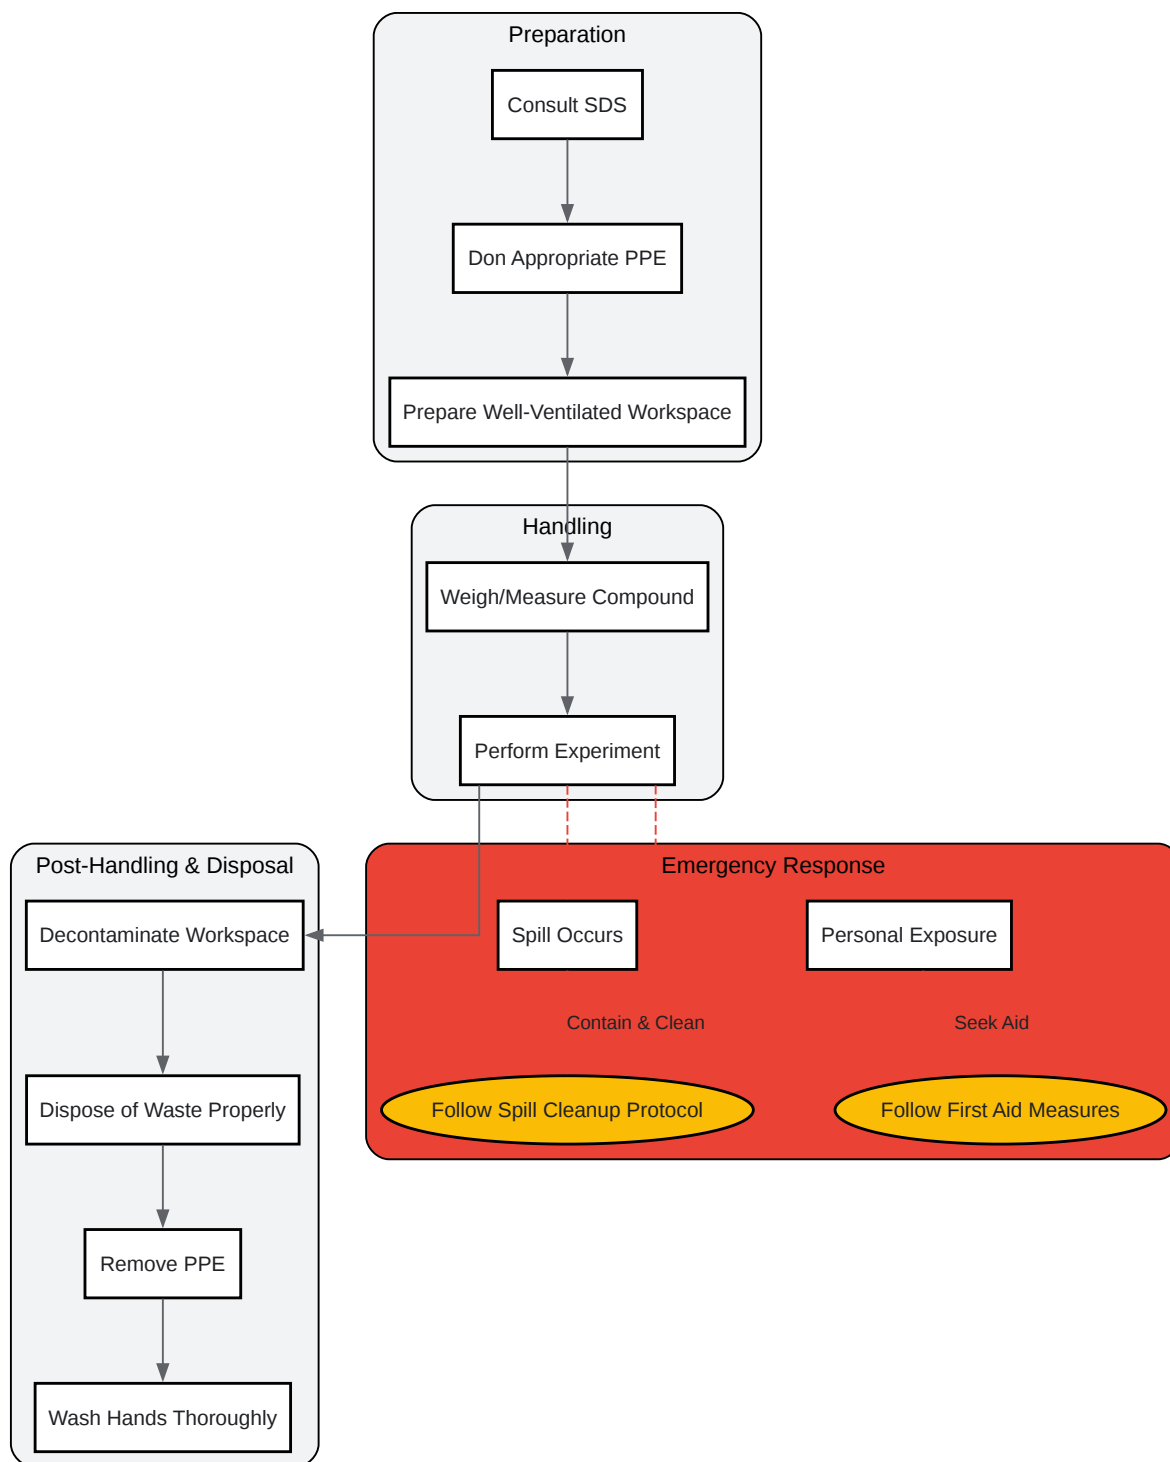 Preparation
Consult SDS
Don Appropriate PPE
Prepare Well-Ventilated Workspace
Handling
Weigh/Measure Compound
Perform Experiment
Post-Handling & Disposal
Decontaminate Workspace
Dispose of Waste Properly
Remove PPE
Wash Hands Thoroughly
Emergency Response
Spill Occurs
Personal Exposure
Contain & Clean
Seek Aid
Follow Spill Cleanup Protocol
Follow First Aid Measures